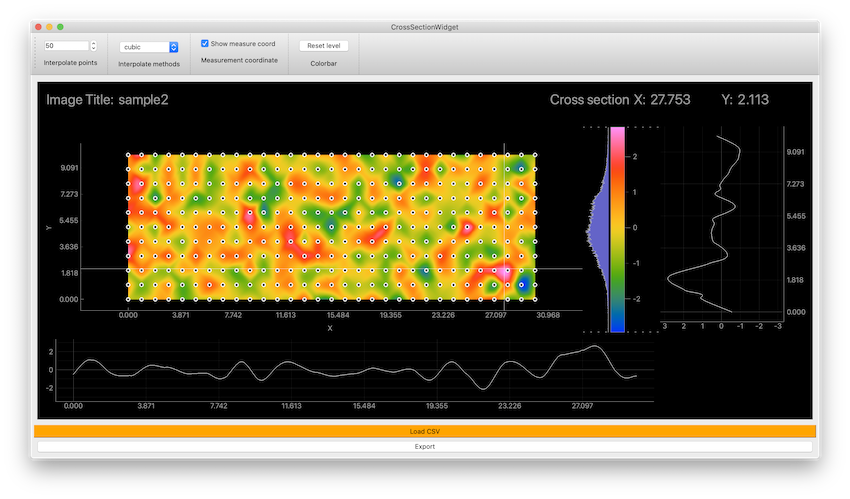 CrossSectionWidget
50
cubic
Show measure coord
Reset level
Interpolate points
Interpolate methods
Measurement coordinate
Colorbar
Image Title: sample2
Cross section X: 27.753 Y: 2.113
9.091
7.273
5.455
3.636
1.818
0.000
Y
0.000 3.871 7.742 11.613 15.484 19.355 23.226 27.097 30.968
X
2
1
0
-1
-2
9.091
7.273
5.455
3.636
1.818
0.000
3 2 1 0 -1 -2 -3
2
0
-2
0.000 3.871 7.742 11.613 15.484 19.355 23.226 27.097
Load CSV
Export